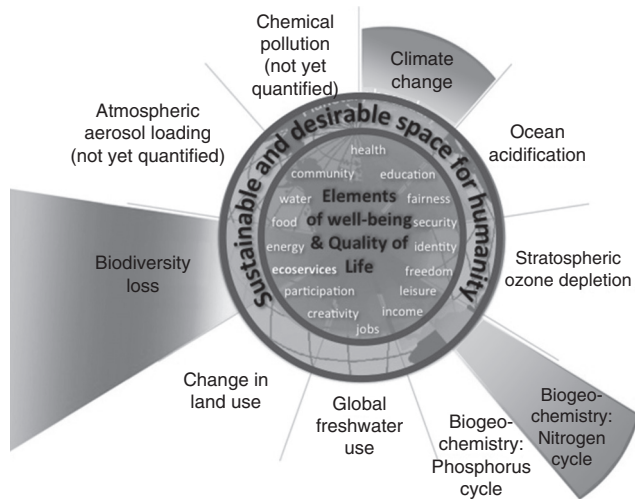 Chemical
pollution
(not yet
quantified)
Climate
change
Atmospheric
aerosol loading
(not yet quantified)
Ocean
acidification
Sustainable and desirable space for humanity
health
community
education
water
Elements
fairness
food
of well-being
security
energy
& Quality of
identity
ecoservices
Life
freedom
participation
leisure
creativity
income
jobs
Biodiversity
loss
Stratospheric
ozone depletion
Change in
land use
Global
freshwater
use
Biogeo-
chemistry:
Phosphorus
cycle
Biogeo-
chemistry:
Nitrogen
cycle